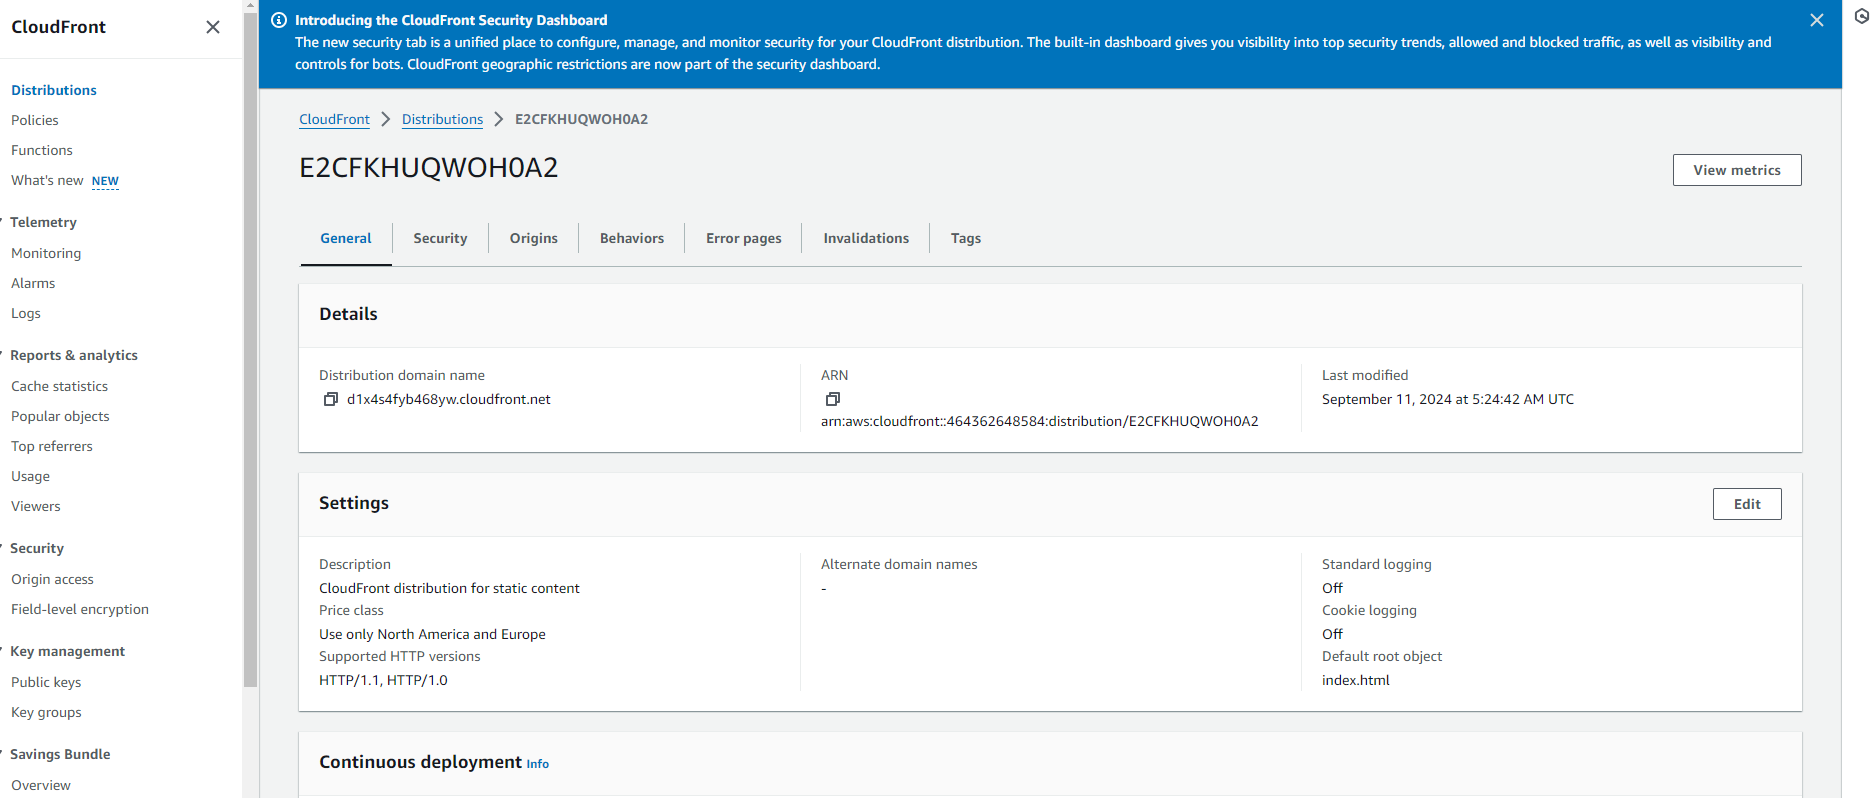 CloudFront
Distributions
Policies
Functions
What's new NEW
Telemetry
Monitoring
Alarms
Logs
Reports & analytics
Cache statistics
Popular objects
Top referrers
Usage
Viewers
Security
Origin access
Field-level encryption
Key management
Public keys
Key groups
Savings Bundle
Overview
Introducing the CloudFront Security Dashboard
The new security tab is a unified place to configure, manage, and monitor security for your CloudFront distribution. The built-in dashboard gives you visibility into top security trends, allowed and blocked traffic, as well as visibility and
controls for bots. CloudFront geographic restrictions are now part of the security dashboard.
CloudFront Distributions E2CFKHUQWOH0A2
E2CFKHUQWOH0A2
View metrics
General Security Origins Behaviors Error pages Invalidations Tags
Details
Distribution domain name
d1x4s4fyb468yw.cloudfront.net
ARN
arn:aws:cloudfront::464362648584:distribution/E2CFKHUQWOH0A2
Last modified
September 11, 2024 at 5:24:42 AM UTC
Settings
Edit
Description
CloudFront distribution for static content
Price class
Use only North America and Europe
Supported HTTP versions
HTTP/1.1, HTTP/1.0
Alternate domain names
-
Standard logging
Off
Cookie logging
Off
Default root object
index.html
Continuous deployment Info